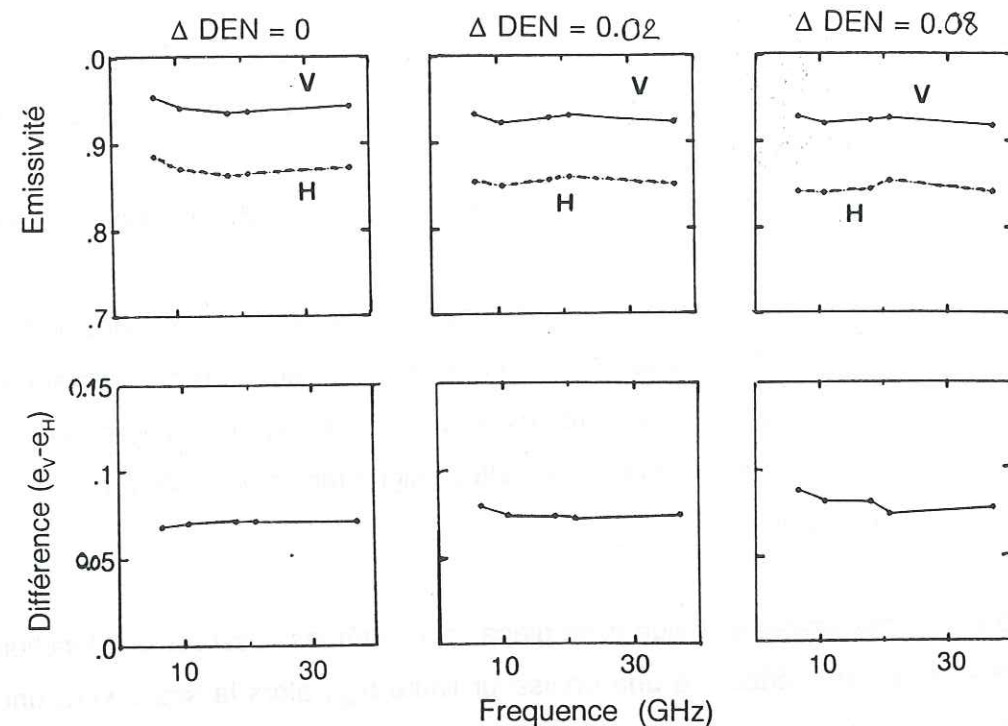 Δ DEN = 0
Δ DEN = 0.02
Δ DEN = 0.08
.0
.9
.8
.7
Emissivité
V
H
V
H
V
H
0.15
.1
0.05
.0
Différence (eV-eH)
10
30
10
30
10
30
Frequence (GHz)